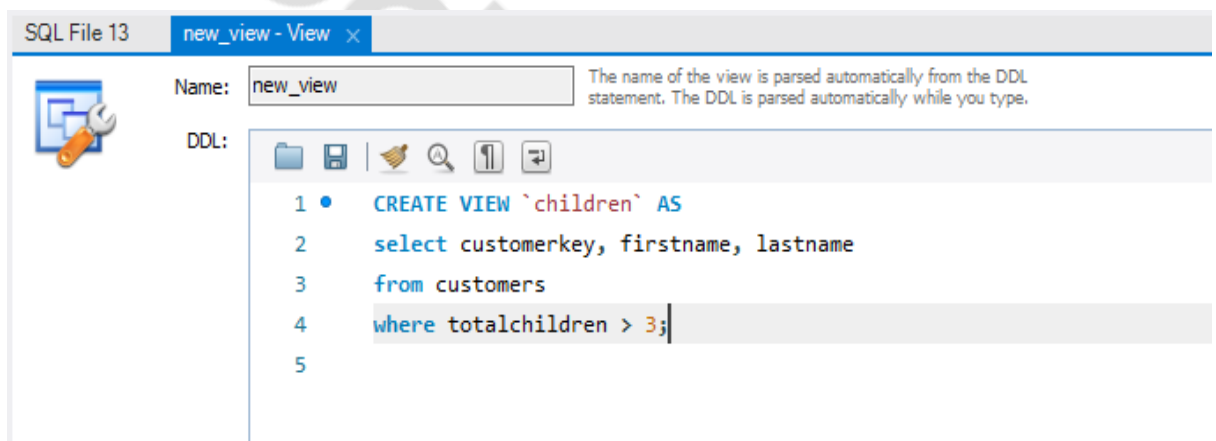 SQL File 13
new_view - View ×
Name:
new_view
The name of the view is parsed automatically from the DDL
statement. The DDL is parsed automatically while you type.
DDL:
1 CREATE VIEW `children` AS
2 select customerkey, firstname, lastname
3 from customers
4 where totalchildren > 3;
5